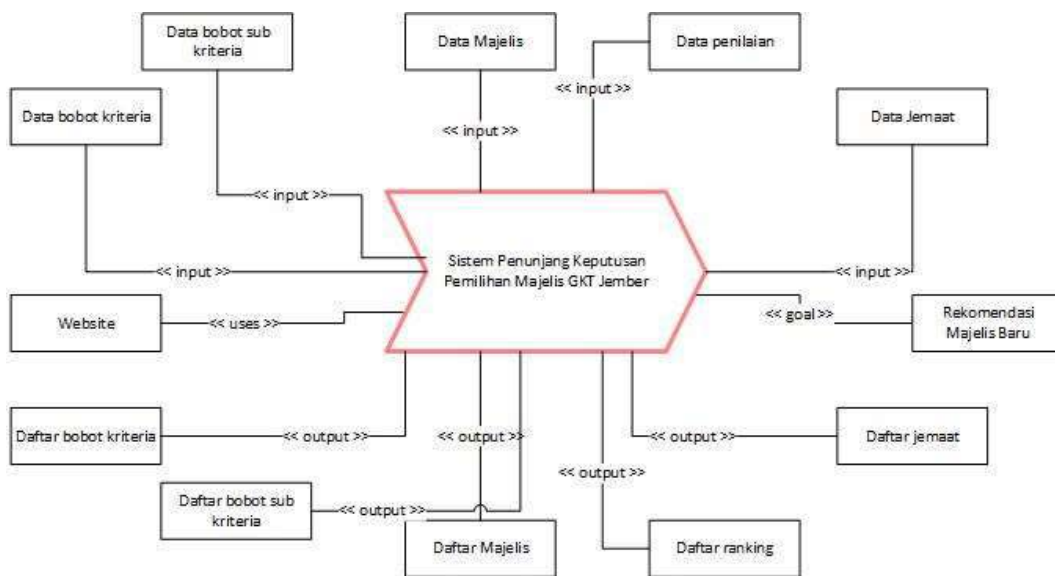 Data bobot sub
kriteria
Data Majelis
Data penilaian
<< input >>
Data bobot kriteria
Data Jemaat
<< input >>
<< input >>
Sistem Penunjang Keputusan
Pemilihan Majelis GKT Jember
<< input >>
<< input >>
Website
<< uses >>
<< goal >>
Rekomendasi
Majelis Baru
Daftar bobot kriteria
<< output >>
<< output >>
<< output >>
Daftar jemaat
<< output >>
Daftar bobot sub
kriteria
<< output >>
Daftar Majelis
Daftar ranking